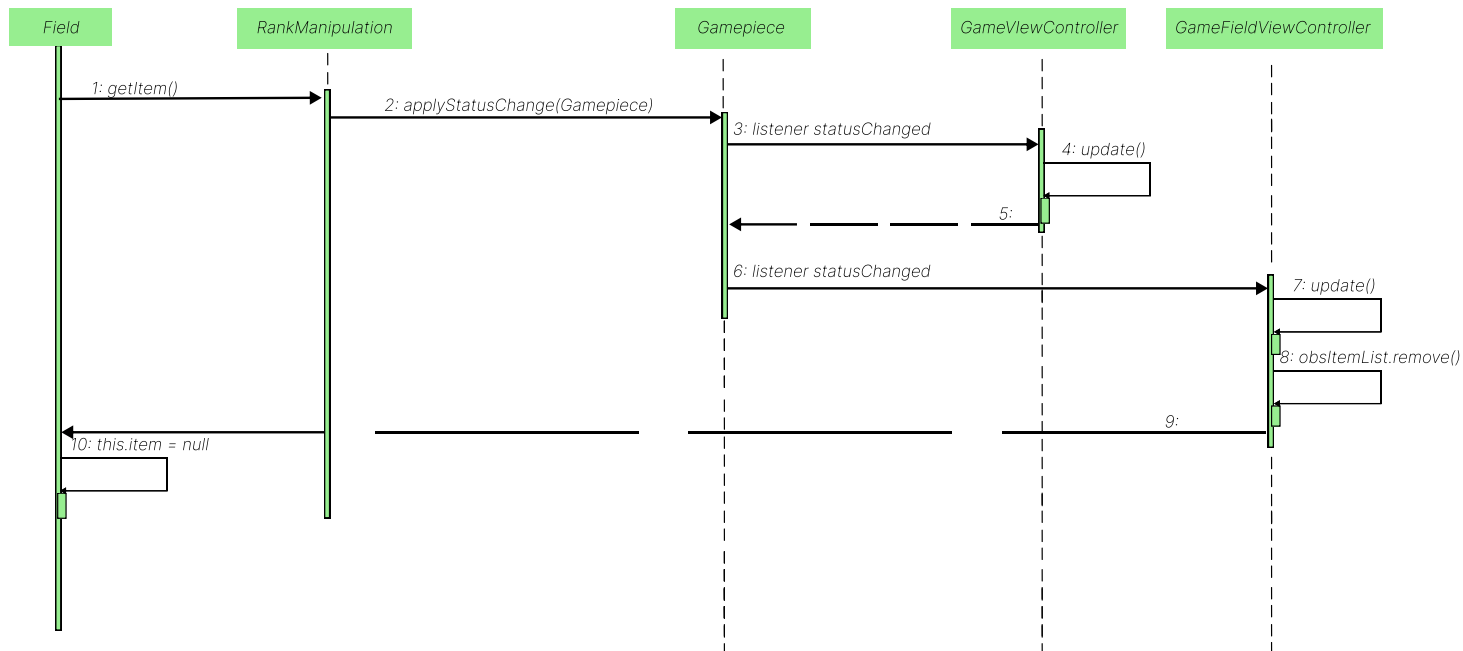 Field
RankManipulation
Gamepiece
GameVIewController
GameFieldViewController
1: getItem()
2: applyStatusChange(Gamepiece)
3: listener statusChanged
4: update()
5:
6: listener statusChanged
7: update()
8: obsItemList.remove()
9:
10: this.item = null